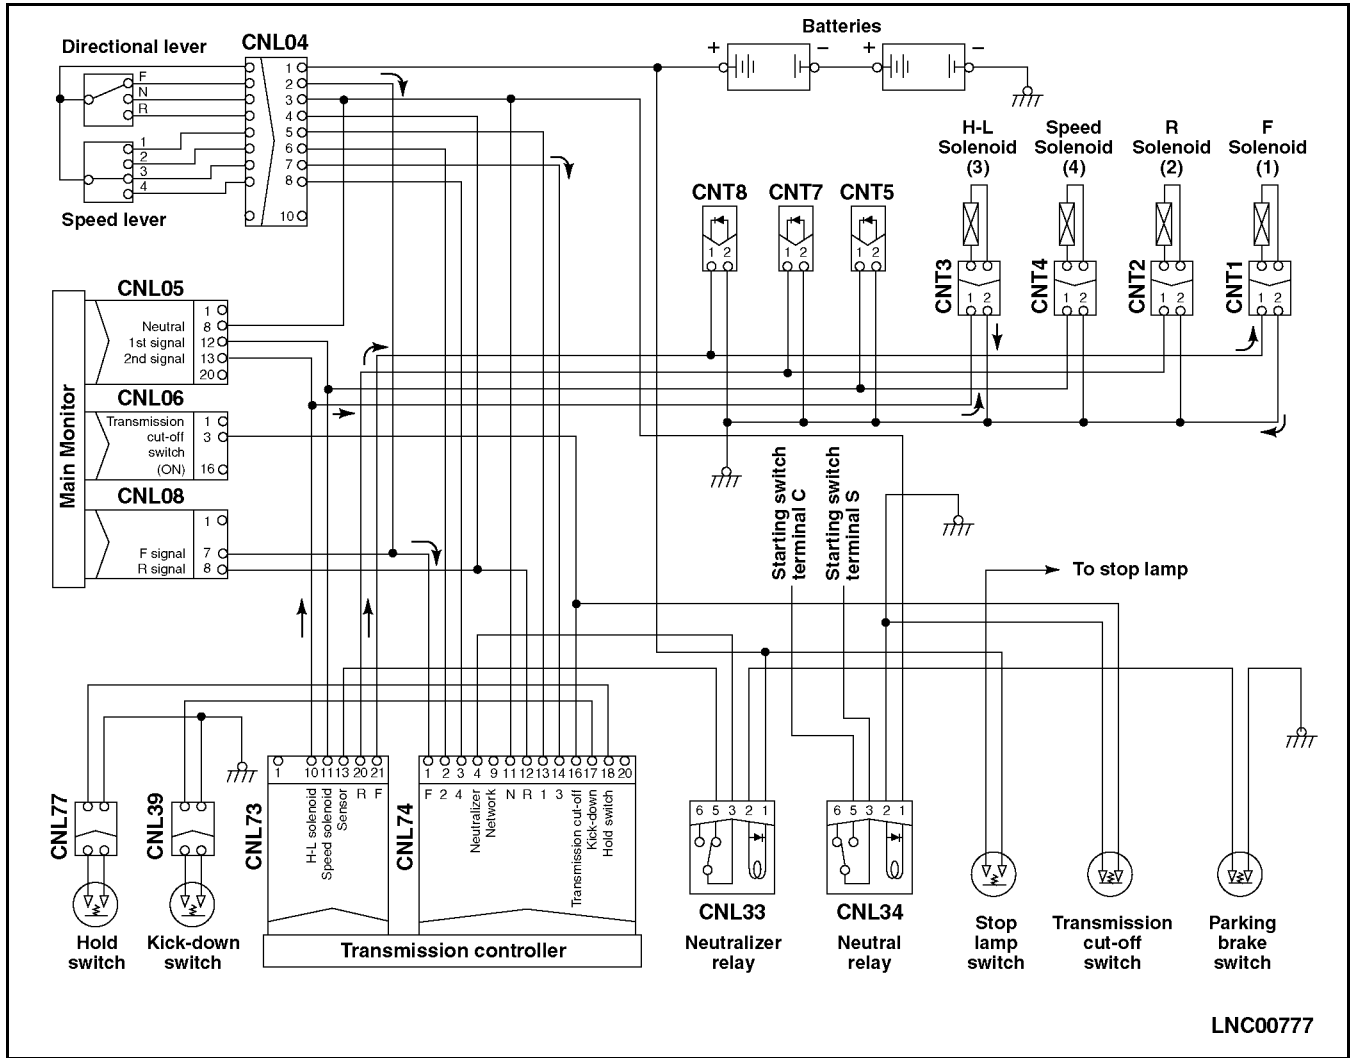 Batteries
Directional lever
CNL04
+ − + −
F
N
R
1
2
3
4
5
6
7
8
10
1
2
3
4
Speed lever
H-L Solenoid (3)
Speed Solenoid (4)
R Solenoid (2)
F Solenoid (1)
CNT8
CNT7
CNT5
1 2
1 2
1 2
CNT3
CNT4
CNT2
CNT1
1 2
1 2
1 2
1 2
Main Monitor
CNL05
1
Neutral 8
1st signal 12
2nd signal 13
20
CNL06
Transmission 1
cut-off 3
switch
(ON) 16
CNL08
1
F signal 7
R signal 8
Starting switch terminal C
Starting switch terminal S
To stop lamp
CNL77
CNL39
CNL73
1 10 11 13 20 21
H-L solenoid
Speed solenoid
Sensor
R
F
CNL74
1 2 3 4 9 11 12 13 14 16 17 18 20
F 2 4
Neutralizer
Network
N R 1 3
Transmission cut-off
Kick-down
Hold switch
6 5 3 2 1
6 5 3 2 1
CNL33
CNL34
Hold switch
Kick-down switch
Transmission controller
Neutralizer relay
Neutral relay
Stop lamp switch
Transmission cut-off switch
Parking brake switch
LNC00777